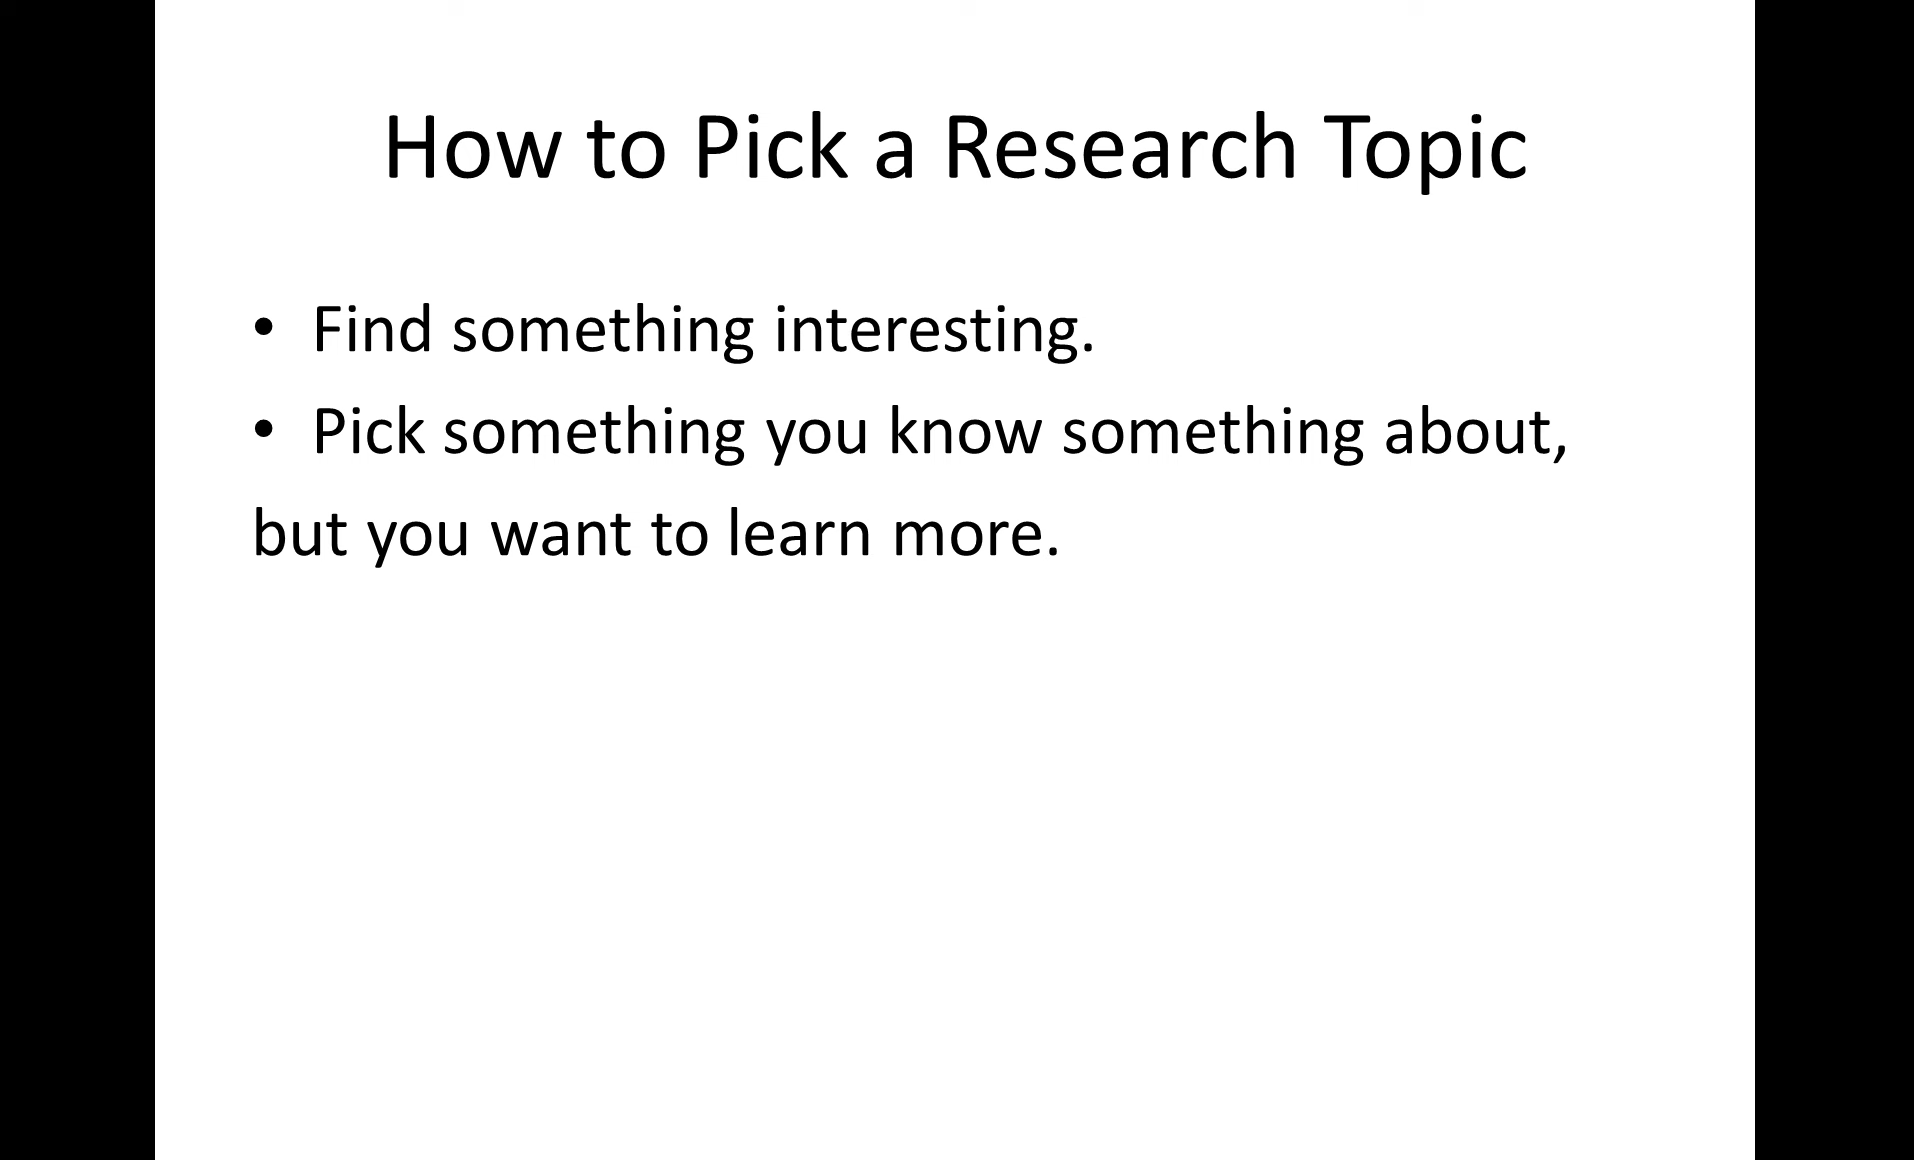 How to Pick a Research Topic
• Find something interesting.
• Pick something you know something about,
but you want to learn more.